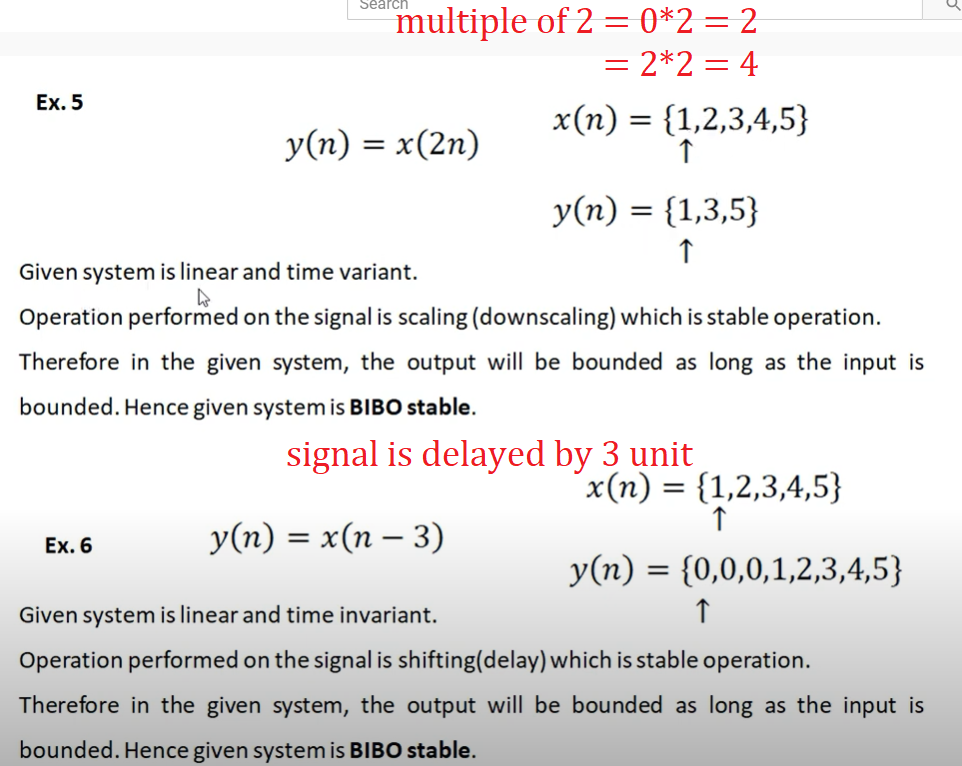 Search
multiple of 2 = 0*2 = 2
= 2*2 = 4
Ex. 5
y(n) = x(2n)
x(n) = {1,2,3,4,5}
↑
y(n) = {1,3,5}
↑
Given system is linear and time variant.
Operation performed on the signal is scaling (downscaling) which is stable operation.
Therefore in the given system, the output will be bounded as long as the input is
bounded. Hence given system is BIBO stable.
signal is delayed by 3 unit
x(n) = {1,2,3,4,5}
↑
Ex. 6
y(n) = x(n − 3)
y(n) = {0,0,0,1,2,3,4,5}
↑
Given system is linear and time invariant.
Operation performed on the signal is shifting(delay) which is stable operation.
Therefore in the given system, the output will be bounded as long as the input is
bounded. Hence given system is BIBO stable.